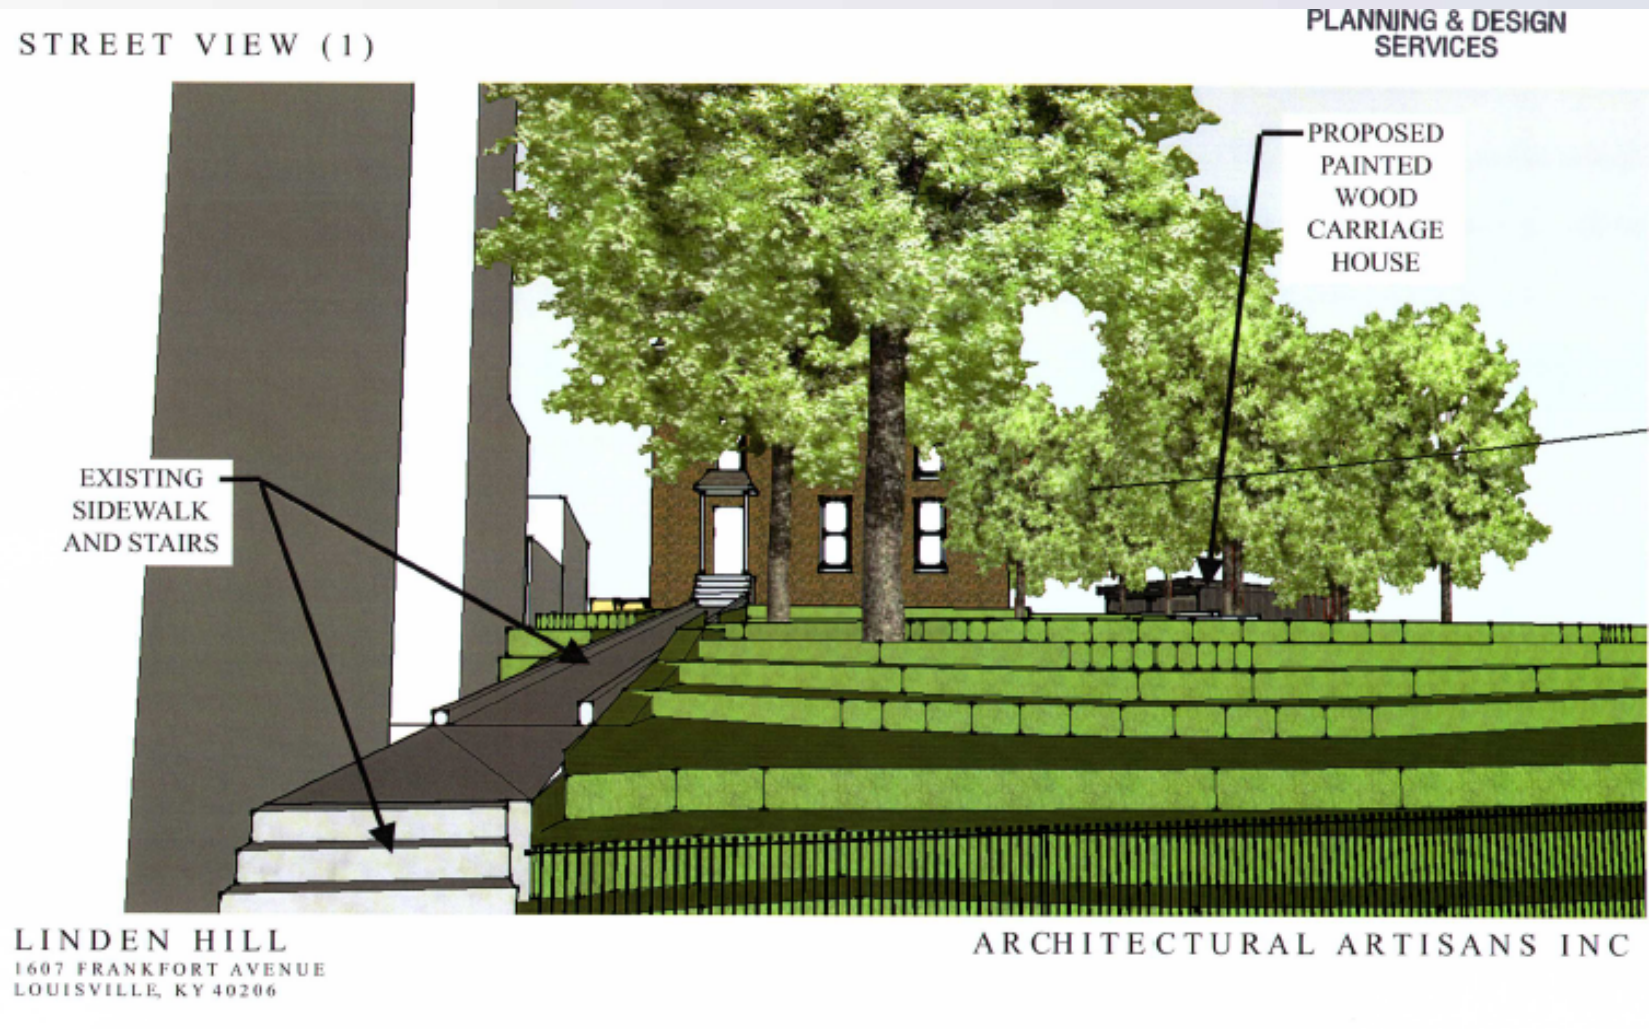 PLANNING & DESIGN
SERVICES
STREET VIEW (1)
PROPOSED
PAINTED
WOOD
CARRIAGE
HOUSE
EXISTING
SIDEWALK
AND STAIRS
LINDEN HILL
1607 FRANKFORT AVENUE
LOUISVILLE, KY 40206
ARCHITECTURAL ARTISANS INC